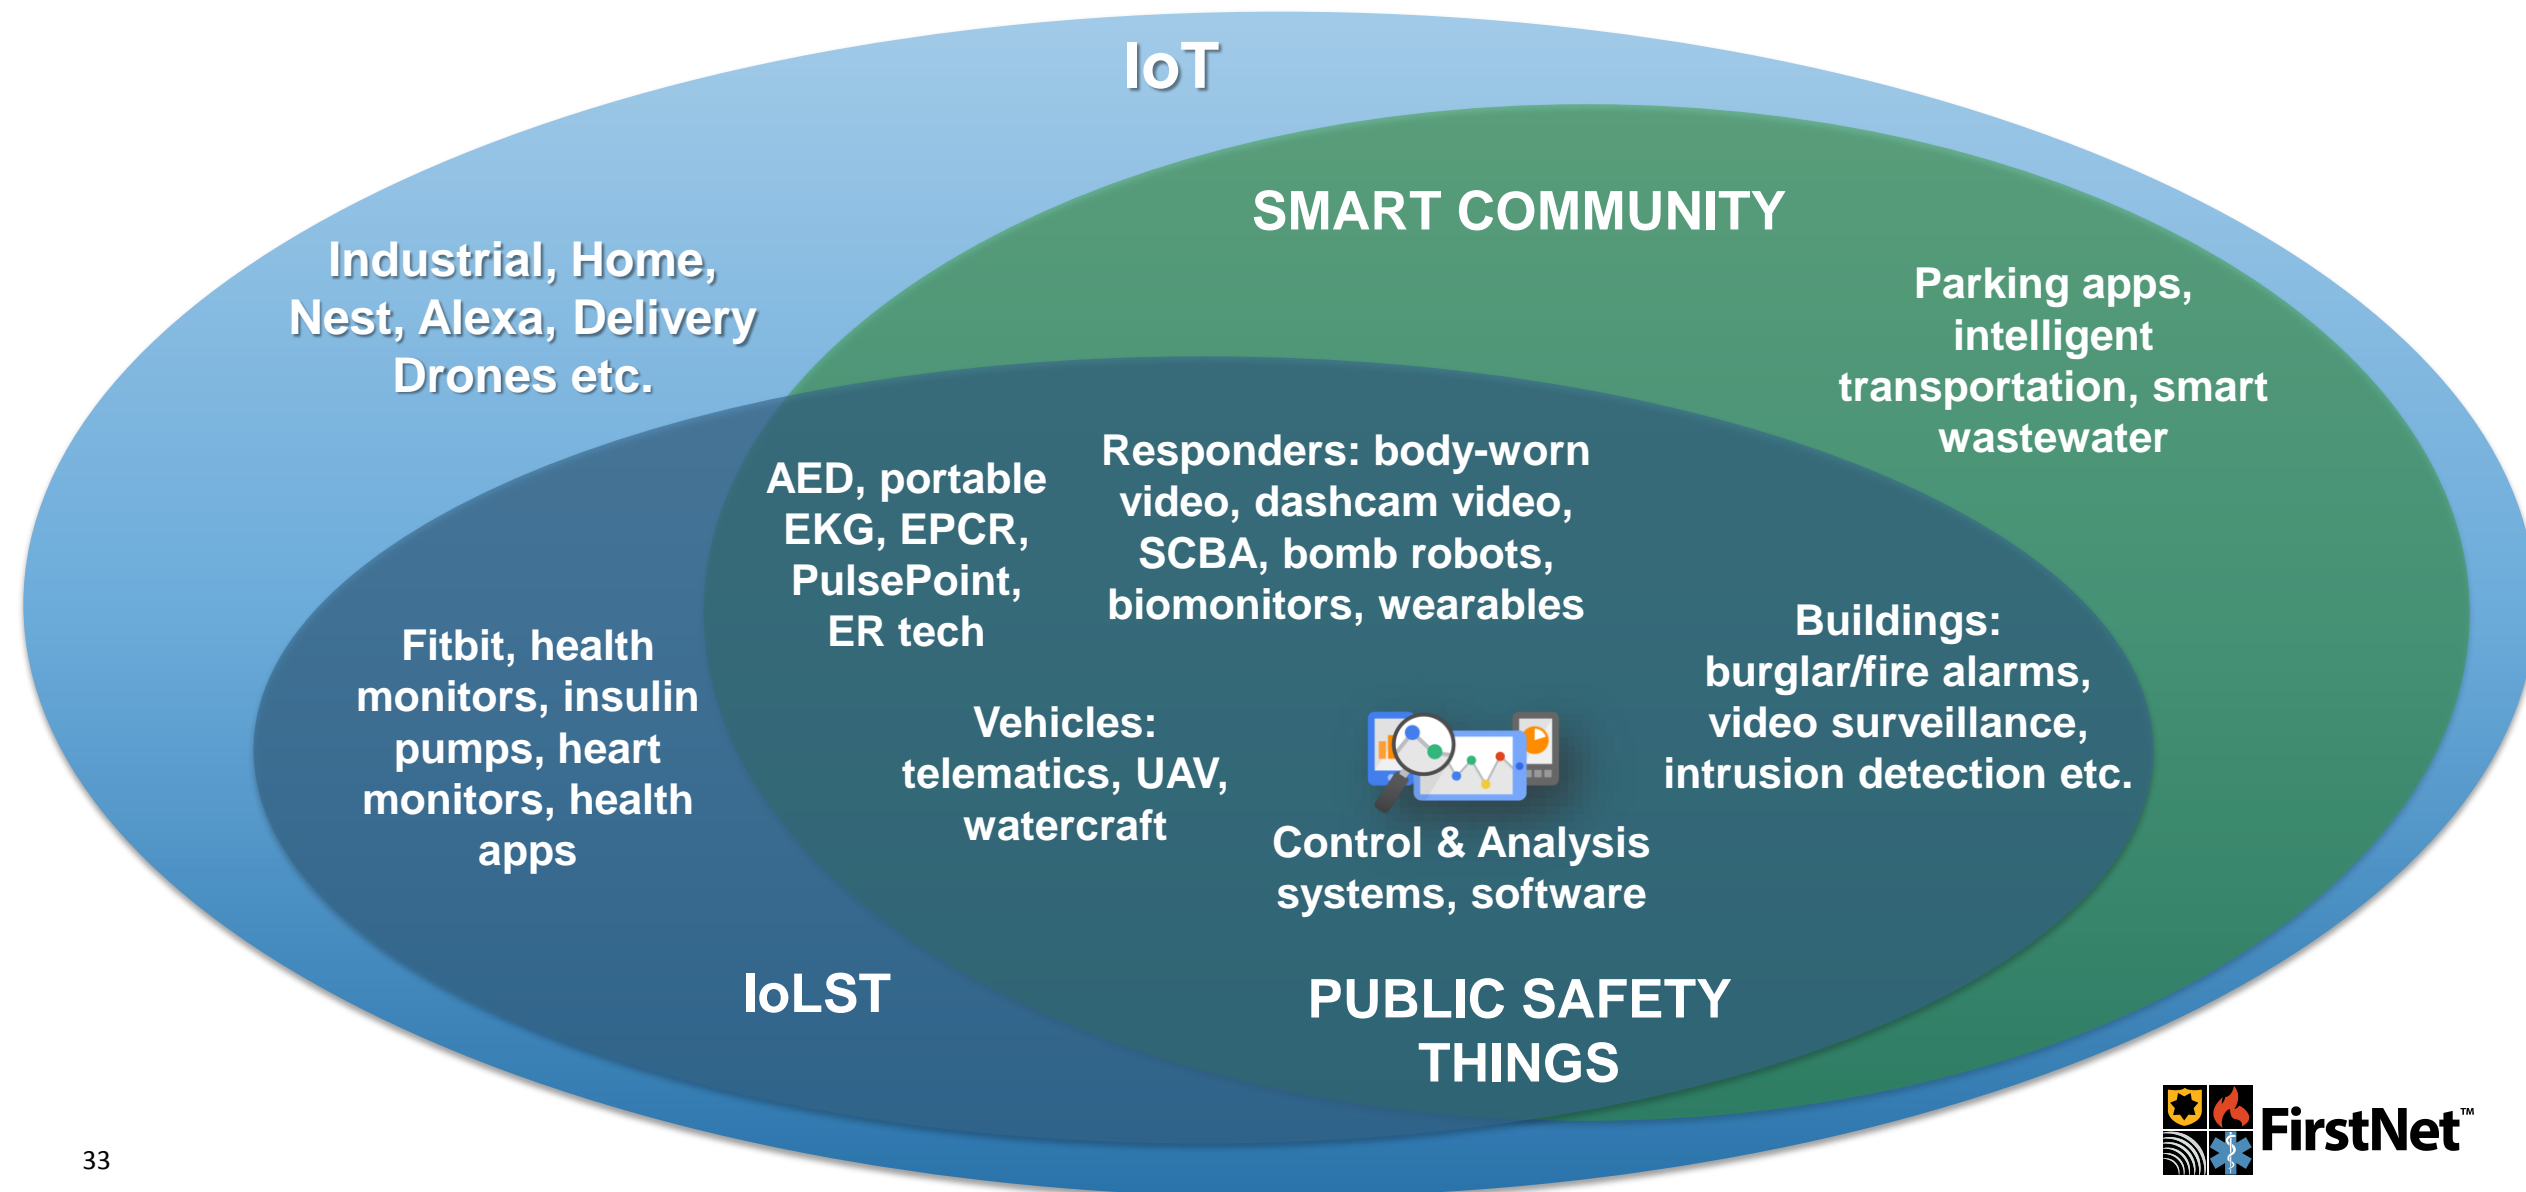 IoT
SMART COMMUNITY
Industrial, Home,
Nest, Alexa, Delivery
Drones etc.
Parking apps,
intelligent
transportation, smart
wastewater
AED, portable
EKG, EPCR,
PulsePoint,
ER tech
Responders: body-worn
video, dashcam video,
SCBA, bomb robots,
biomonitors, wearables
Fitbit, health
monitors, insulin
pumps, heart
monitors, health
apps
Vehicles:
telematics, UAV,
watercraft
Buildings:
burglar/fire alarms,
video surveillance,
intrusion detection etc.
Control & Analysis
systems, software
IoLST
PUBLIC SAFETY
THINGS
33
FirstNet™